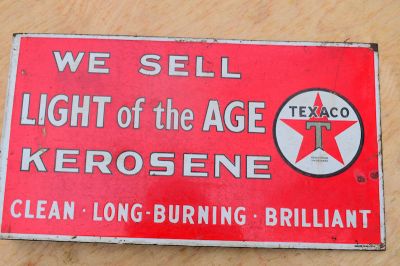 WE SELL
LIGHT of the AGE
KEROSENE
TEXACO
T
CLEAN · LONG-BURNING · BRILLIANT